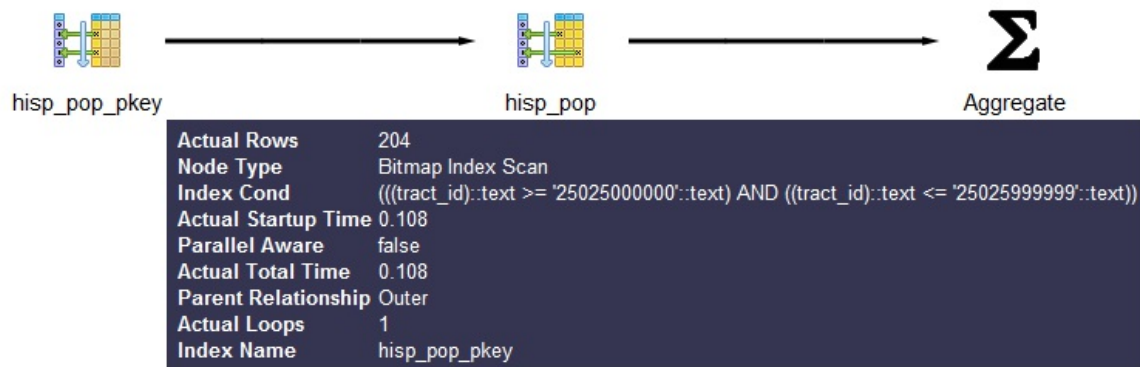 hisp_pop_pkey hisp_pop Aggregate
Actual Rows 204
Node Type Bitmap Index Scan
Index Cond (((tract_id)::text >= '25025000000'::text) AND ((tract_id)::text <= '25025999999'::text))
Actual Startup Time 0.108
Parallel Aware false
Actual Total Time 0.108
Parent Relationship Outer
Actual Loops 1
Index Name hisp_pop_pkey